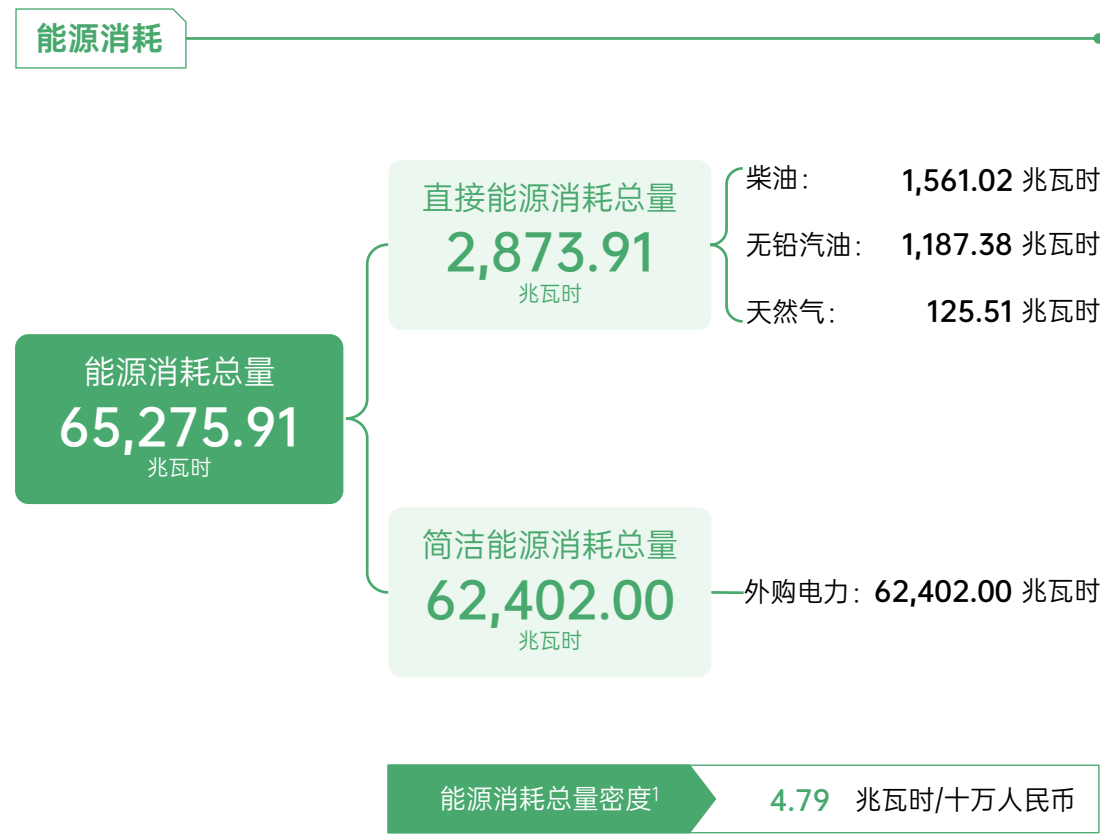 能源消耗
直接能源消耗总量
2,873.91
兆瓦时
柴油： 1,561.02 兆瓦时
无铅汽油： 1,187.38 兆瓦时
天然气： 125.51 兆瓦时
能源消耗总量
65,275.91
兆瓦时
简洁能源消耗总量
62,402.00
兆瓦时
外购电力： 62,402.00 兆瓦时
能源消耗总量密度1 4.79 兆瓦时/十万人民币